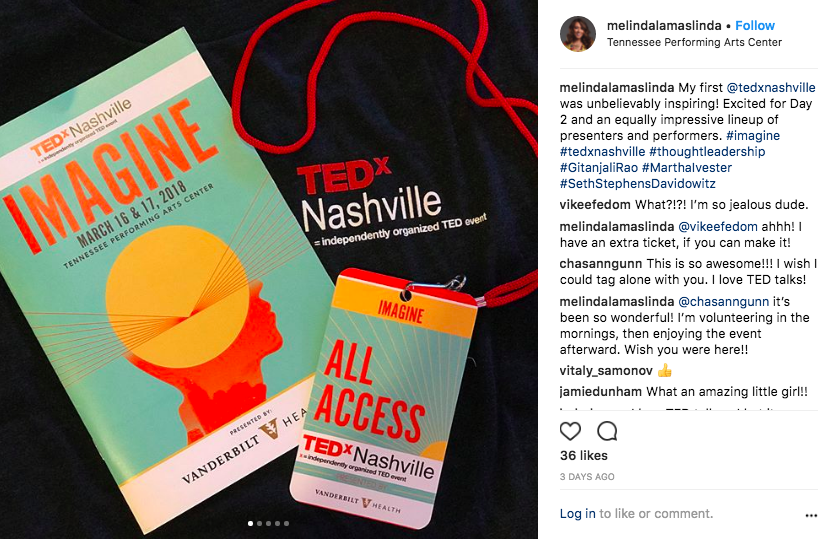 TEDxNashville
x = independently organized TED event
IMAGINE
MARCH 16 & 17, 2018
TENNESSEE PERFORMING ARTS CENTER
PRESENTED BY:
VANDERBILT V HEA
TEDx
Nashville
= independently organized TED event
IMAGINE
ALL
ACCESS
TEDxNashville
x = independently organized TED event
VANDERBILT V HEALTH
melindalamaslinda • Follow
Tennessee Performing Arts Center
melindalamaslinda My first @tedxnashville
was unbelievably inspiring! Excited for Day
2 and an equally impressive lineup of
presenters and performers. #imagine
#tedxnashville #thoughtleadership
#GitanjaliRao #MarthaIvester
#SethStephensDavidowitz
vikeefedom What?!?! I’m so jealous dude.
melindalamaslinda @vikeefedom ahhh! I
have an extra ticket, if you can make it!
chasanngunn This is so awesome!!! I wish I
could tag alone with you. I love TED talks!
melindalamaslinda @chasanngunn it’s
been so wonderful! I’m volunteering in the
mornings, then enjoying the event
afterward. Wish you were here!!
vitaly_samonov 👍
jamiedunham What an amazing little girl!!
36 likes
3 DAYS AGO
Log in to like or comment.